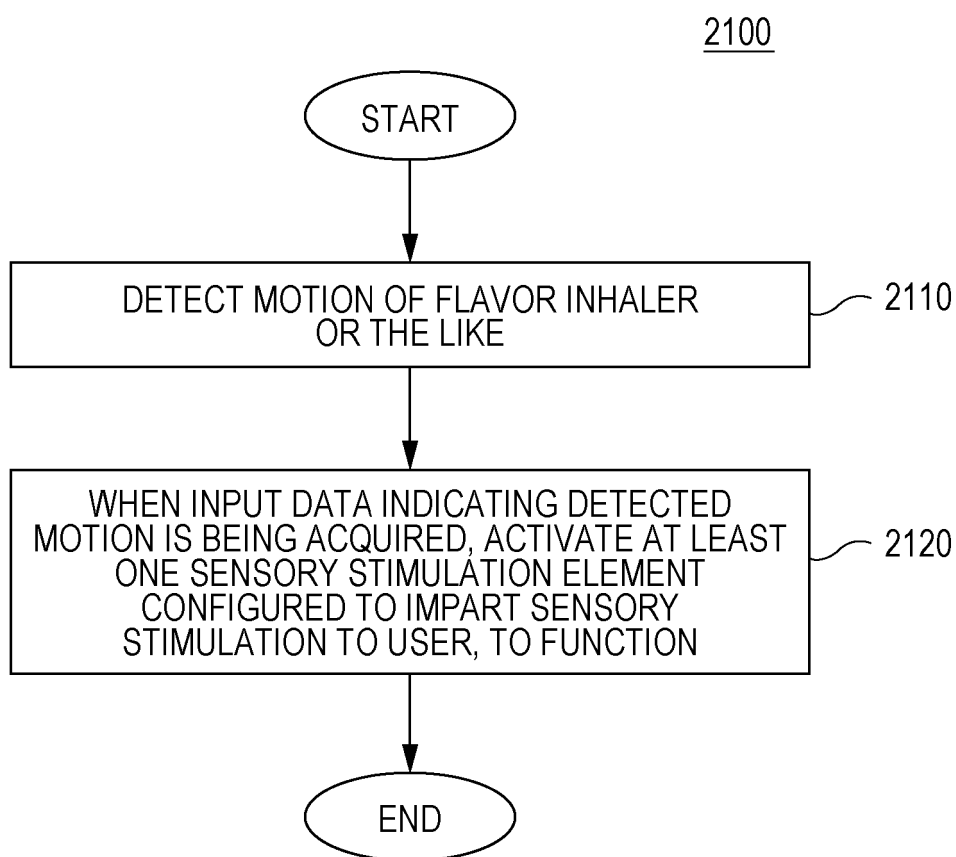 2100
START
DETECT MOTION OF FLAVOR INHALER
OR THE LIKE
2110
WHEN INPUT DATA INDICATING DETECTED
MOTION IS BEING ACQUIRED, ACTIVATE AT LEAST
ONE SENSORY STIMULATION ELEMENT
CONFIGURED TO IMPART SENSORY
STIMULATION TO USER, TO FUNCTION
2120
END